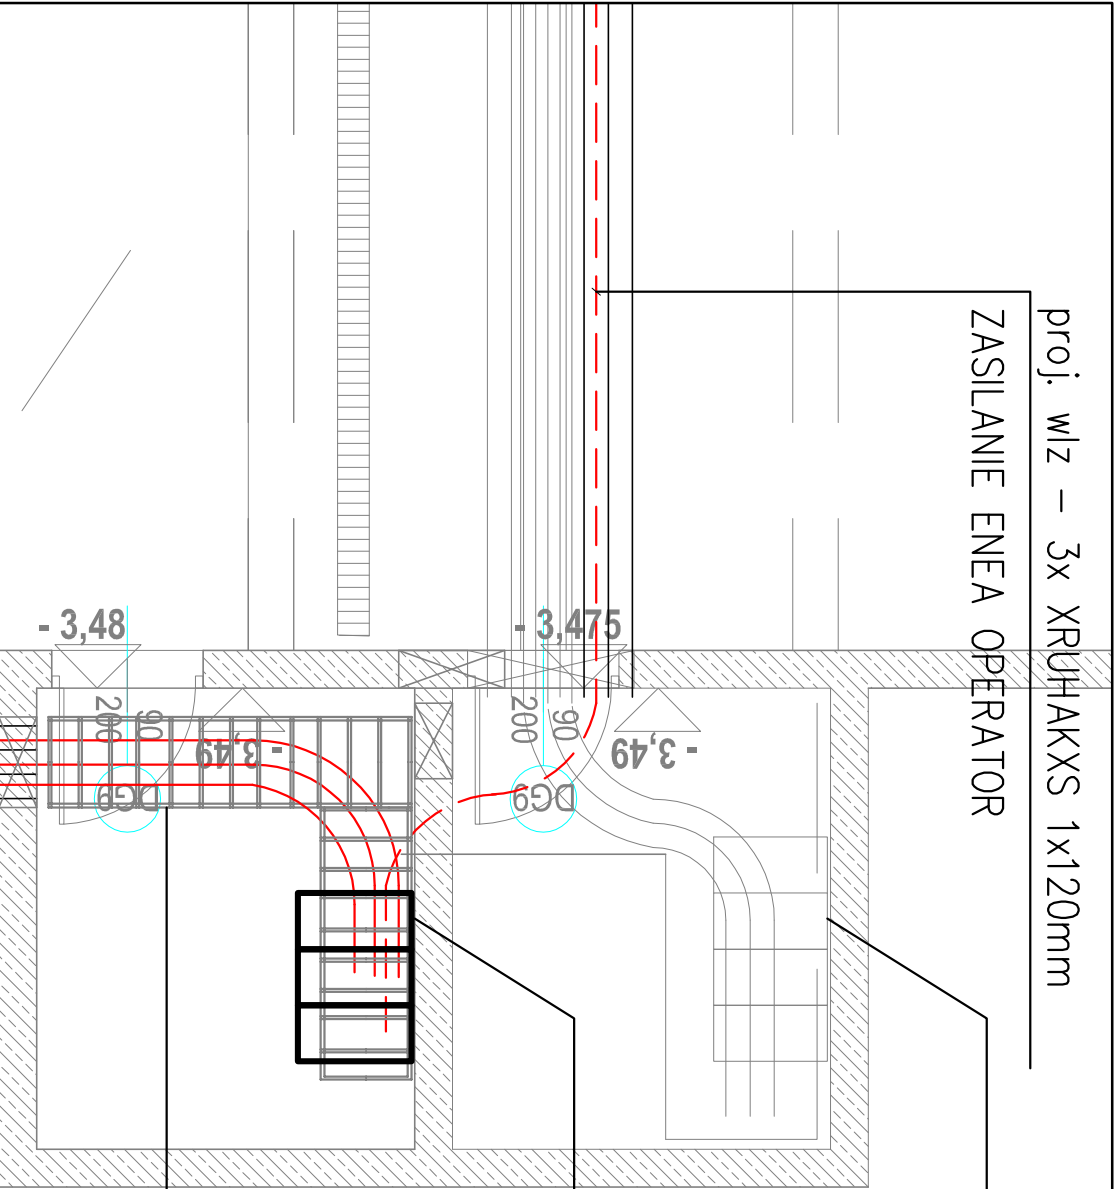 proj. wlz - 3x XRUHAKXS 1x120mm
ZASILANIE ENEA OPERATOR
- 3,48
- 3,475
90
200
90
200
- 3,49
- 3,49
DG9
DG9